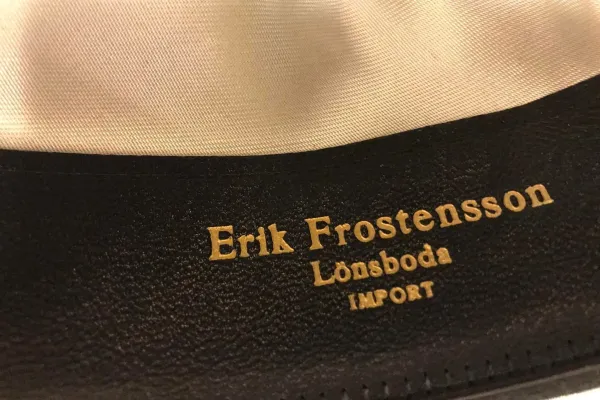 Erik Frostensson
Lönsboda
IMPORT